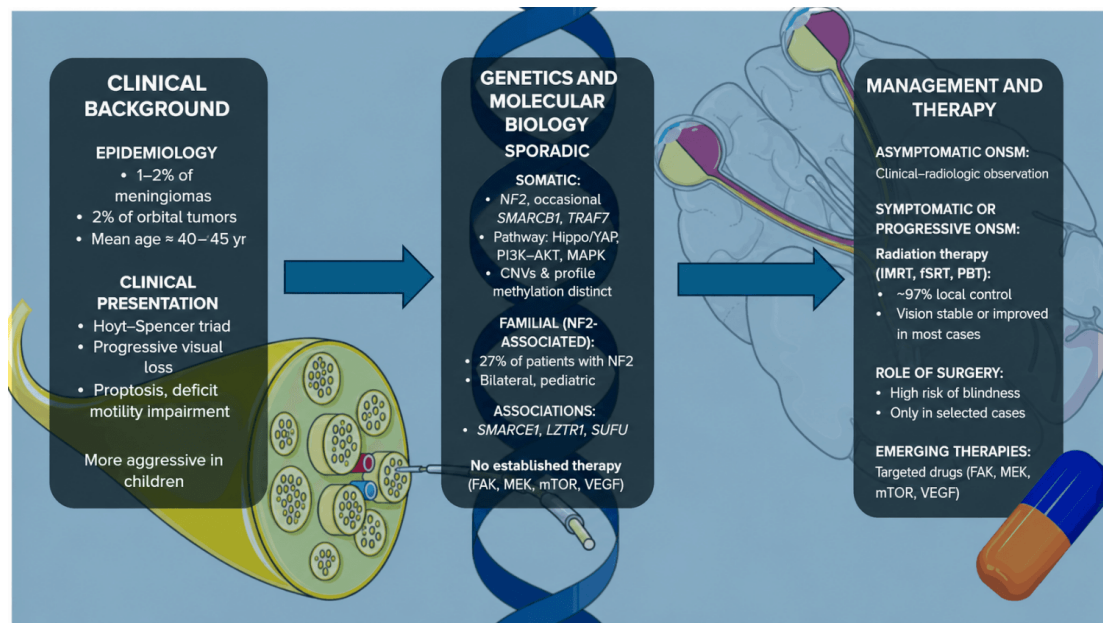 CLINICAL
BACKGROUND
EPIDEMIOLOGY
• 1–2% of
meningiomas
• 2% of orbital tumors
• Mean age ≈ 40–45 yr
CLINICAL
PRESENTATION
• Hoyt–Spencer triad
• Progressive visual
loss
• Proptosis, deficit
motility impairment
More aggressive in
children
GENETICS AND
MOLECULAR
BIOLOGY
SPORADIC
SOMATIC:
• NF2, occasional
SMARCB1, TRAF7
• Pathway: Hippo/YAP,
PI3K–AKT, MAPK
• CNVs & profile
methylation distinct
FAMILIAL (NF2-
ASSOCIATED):
• 27% of patients with NF2
• Bilateral, pediatric
ASSOCIATIONS:
• SMARCE1, LZTR1, SUFU
No established therapy
(FAK, MEK, mTOR, VEGF)
MANAGEMENT AND
THERAPY
ASYMPTOMATIC ONSM:
Clinical–radiologic observation
SYMPTOMATIC OR
PROGRESSIVE ONSM:
Radiation therapy
(IMRT, fSRT, PBT):
• ~97% local control
• Vision stable or improved
in most cases
ROLE OF SURGERY:
• High risk of blindness
• Only in selected cases
EMERGING THERAPIES:
Targeted drugs (FAK, MEK,
mTOR, VEGF)